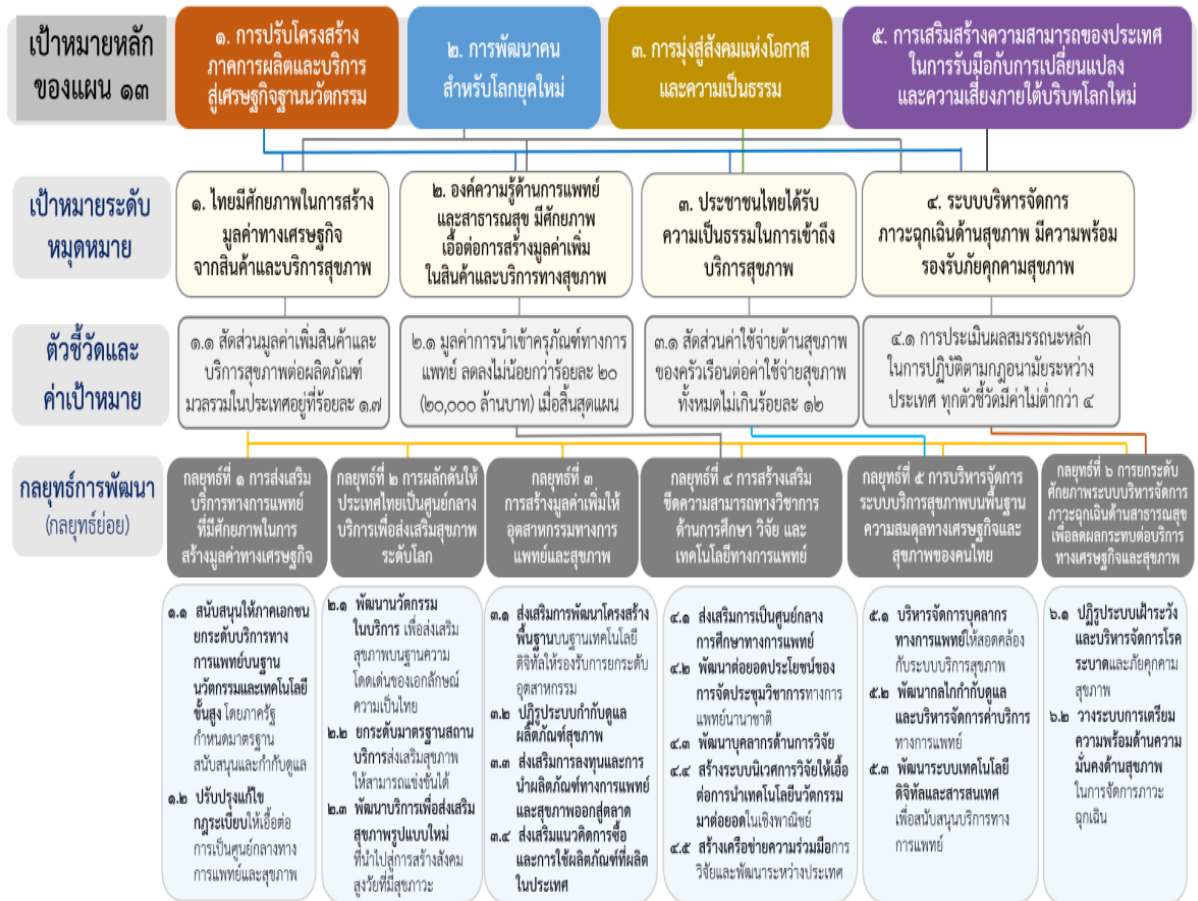 เป้าหมายหลัก
ของแผน ๑๓
๑. การปรับโครงสร้าง
ภาคการผลิตและบริการ
สู่เศรษฐกิจฐานนวัตกรรม
๒. การพัฒนาคน
สำหรับโลกยุคใหม่
๓. การมุ่งสู่สังคมแห่งโอกาส
และความเป็นธรรม
๕. การเสริมสร้างความสามารถของประเทศ
ในการรับมือกับการเปลี่ยนแปลง
และความเสี่ยงภายใต้บริบทโลกใหม่
เป้าหมายระดับ
หมุดหมาย
๑. ไทยมีศักยภาพในการสร้าง
มูลค่าทางเศรษฐกิจ
จากสินค้าและบริการสุขภาพ
๒. องค์ความรู้ด้านการแพทย์
และสาธารณสุข มีศักยภาพ
เอื้อต่อการสร้างมูลค่าเพิ่ม
ในสินค้าและบริการทางสุขภาพ
๓. ประชาชนไทยได้รับ
ความเป็นธรรมในการเข้าถึง
บริการสุขภาพ
๔. ระบบบริหารจัดการ
ภาวะฉุกเฉินด้านสุขภาพ มีความพร้อม
รองรับภัยคุกคามสุขภาพ
ตัวชี้วัดและ
ค่าเป้าหมาย
๑.๑ สัดส่วนมูลค่าเพิ่มสินค้าและ
บริการสุขภาพต่อผลิตภัณฑ์
มวลรวมในประเทศอยู่ที่ร้อยละ ๑.๗
๒.๑ มูลค่าการนำเข้าครุภัณฑ์ทางการ
แพทย์ ลดลงไม่น้อยกว่าร้อยละ ๒๐
(๒๐,๐๐๐ ล้านบาท) เมื่อสิ้นสุดแผน
๓.๑ สัดส่วนค่าใช้จ่ายด้านสุขภาพ
ของครัวเรือนต่อค่าใช้จ่ายสุขภาพ
ทั้งหมดไม่เกินร้อยละ ๑๒
๔.๑ การประเมินผลสมรรถนะหลัก
ในการปฏิบัติตามกฎอนามัยระหว่าง
ประเทศ ทุกตัวชี้วัดมีค่าไม่ต่ำกว่า ๔
กลยุทธ์การพัฒนา
(กลยุทธ์ย่อย)
กลยุทธ์ที่ ๑ การส่งเสริม
บริการทางการแพทย์
ที่มีศักยภาพในการ
สร้างมูลค่าทางเศรษฐกิจ
กลยุทธ์ที่ ๒ การผลักดันให้
ประเทศไทยเป็นศูนย์กลาง
บริการเพื่อส่งเสริมสุขภาพ
ระดับโลก
กลยุทธ์ที่ ๓
การสร้างมูลค่าเพิ่มให้
อุตสาหกรรมทางการ
แพทย์และสุขภาพ
กลยุทธ์ที่ ๔ การสร้างเสริม
ขีดความสามารถทางวิชาการ
ด้านการศึกษา วิจัย และ
เทคโนโลยีทางการแพทย์
กลยุทธ์ที่ ๕ การบริหารจัดการ
ระบบบริการสุขภาพบนพื้นฐาน
ความสมดุลทางเศรษฐกิจและ
สุขภาพของคนไทย
กลยุทธ์ที่ ๖ การยกระดับ
ศักยภาพระบบบริหารจัดการ
ภาวะฉุกเฉินด้านสาธารณสุข
เพื่อลดผลกระทบต่อบริการ
ทางเศรษฐกิจและสุขภาพ
๑.๑ สนับสนุนให้ภาคเอกชน
ยกระดับบริการทาง
การแพทย์บนฐาน
นวัตกรรมและเทคโนโลยี
ขั้นสูง โดยภาครัฐ
กำหนดมาตรฐาน
สนับสนุนและกำกับดูแล
๑.๒ ปรับปรุงแก้ไข
กฎระเบียบให้เอื้อต่อ
การเป็นศูนย์กลางทาง
การแพทย์และสุขภาพ
๒.๑ พัฒนานวัตกรรม
ในบริการ เพื่อส่งเสริม
สุขภาพบนฐานความ
โดดเด่นของเอกลักษณ์
ความเป็นไทย
๒.๒ ยกระดับมาตรฐานสถาน
บริการส่งเสริมสุขภาพ
ให้สามารถแข่งขันได้
๒.๓ พัฒนาบริการเพื่อส่งเสริม
สุขภาพรูปแบบใหม่
ที่นำไปสู่การสร้างสังคม
สูงวัยที่มีสุขภาวะ
๓.๑ ส่งเสริมการพัฒนาโครงสร้าง
พื้นฐานบนฐานเทคโนโลยี
ดิจิทัลให้รองรับการยกระดับ
อุตสาหกรรม
๓.๒ ปฏิรูประบบกำกับดูแล
ผลิตภัณฑ์สุขภาพ
๓.๓ ส่งเสริมการลงทุนและการ
นำผลิตภัณฑ์ทางการแพทย์
และสุขภาพออกสู่ตลาด
๓.๔ ส่งเสริมแนวคิดการซื้อ
และการใช้ผลิตภัณฑ์ที่ผลิต
ในประเทศ
๔.๑ ส่งเสริมการเป็นศูนย์กลาง
การศึกษาทางการแพทย์
๔.๒ พัฒนาต่อยอดประโยชน์ของ
การจัดประชุมวิชาการทางการ
แพทย์นานาชาติ
๔.๓ พัฒนาบุคลากรด้านการวิจัย
๔.๔ สร้างระบบนิเวศการวิจัยให้เอื้อ
ต่อการนำเทคโนโลยีนวัตกรรม
มาต่อยอดในเชิงพาณิชย์
๔.๕ สร้างเครือข่ายความร่วมมือการ
วิจัยและพัฒนาระหว่างประเทศ
๕.๑ บริหารจัดการบุคลากร
ทางการแพทย์ให้สอดคล้อง
กับระบบบริการสุขภาพ
๕.๒ พัฒนากลไกกำกับดูแล
และบริหารจัดการค่าบริการ
ทางการแพทย์
๕.๓ พัฒนาระบบเทคโนโลยี
ดิจิทัลและสารสนเทศ
เพื่อสนับสนุนบริการทาง
การแพทย์
๖.๑ ปฏิรูประบบเฝ้าระวัง
และบริหารจัดการโรค
ระบาดและภัยคุกคาม
สุขภาพ
๖.๒ วางระบบการเตรียม
ความพร้อมด้านความ
มั่นคงด้านสุขภาพ
ในการจัดการภาวะ
ฉุกเฉิน